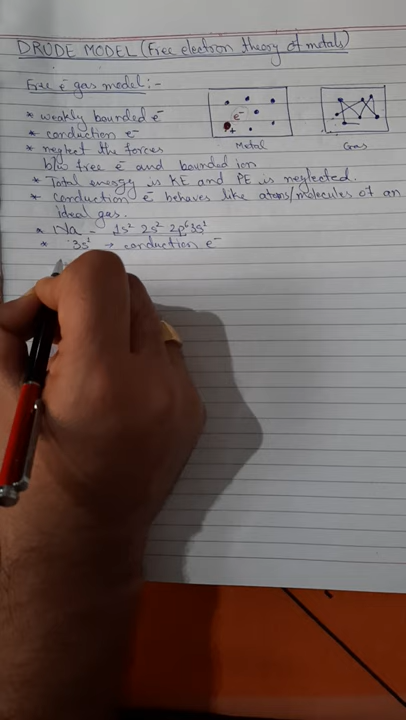 DRUDE MODEL (Free electron theory of metals)
Free e⁻ gas model:-
* weakly bounded e⁻
* conduction e⁻
* neglect the forces
b/w free e⁻ and bounded ion
e⁻
Metal
Gas
* Total energy is KE and PE is neglected.
* conduction e⁻ behaves like atoms/molecules of an
ideal gas.
* Na - 1s² 2s² 2p⁶ 3s¹
* 3s¹ → conduction e⁻